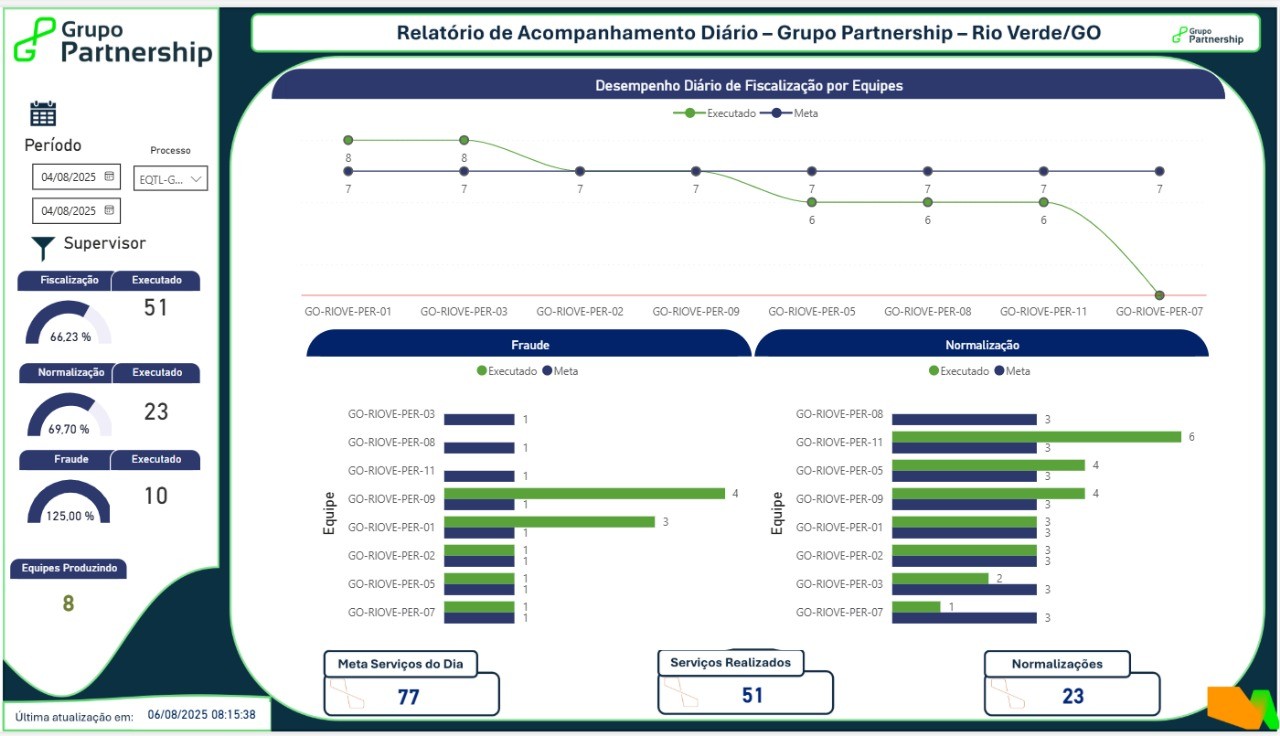 Grupo
Partnership
Relatório de Acompanhamento Diário – Grupo Partnership – Rio Verde/GO
Grupo
Partnership
Desempenho Diário de Fiscalização por Equipes
Executado Meta
8 8
7 7 7 7 7 7 7 7
6 6 6
GO-RIOVE-PER-01 GO-RIOVE-PER-03 GO-RIOVE-PER-02 GO-RIOVE-PER-09 GO-RIOVE-PER-05 GO-RIOVE-PER-08 GO-RIOVE-PER-11 GO-RIOVE-PER-07
Período
Processo
04/08/2025
EQTL-G...
04/08/2025
Supervisor
Fiscalização Executado
66,23 % 51
Normalização Executado
69,70 % 23
Fraude Executado
125,00 % 10
Equipes Produzindo
8
Última atualização em: 06/08/2025 08:15:38
Fraude
Executado Meta
Equipe
GO-RIOVE-PER-03 1
GO-RIOVE-PER-08 1
GO-RIOVE-PER-11 1
GO-RIOVE-PER-09 4
1
GO-RIOVE-PER-01 3
1
GO-RIOVE-PER-02 1
1
GO-RIOVE-PER-05 1
1
GO-RIOVE-PER-07 1
1
Normalização
Executado Meta
Equipe
GO-RIOVE-PER-08 3
GO-RIOVE-PER-11 6
3
GO-RIOVE-PER-05 4
3
GO-RIOVE-PER-09 4
3
GO-RIOVE-PER-01 3
3
GO-RIOVE-PER-02 3
3
GO-RIOVE-PER-03 2
3
GO-RIOVE-PER-07 1
3
Meta Serviços do Dia
77
Serviços Realizados
51
Normalizações
23